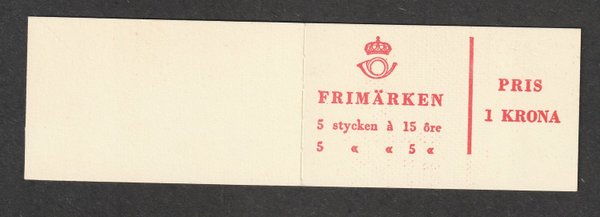 FRIMÄRKEN
5 stycken à 15 öre
5 « « 5 «
PRIS
1 KRONA